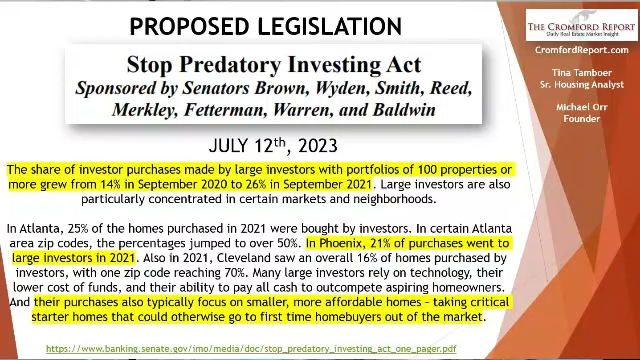 PROPOSED LEGISLATION
Stop Predatory Investing Act
Sponsored by Senators Brown, Wyden, Smith, Reed,
Merkley, Fetterman, Warren, and Baldwin
JULY 12th, 2023
The share of investor purchases made by large investors with portfolios of 100 properties or
more grew from 14% in September 2020 to 26% in September 2021. Large investors are also
particularly concentrated in certain markets and neighborhoods.
In Atlanta, 25% of the homes purchased in 2021 were bought by investors. In certain Atlanta
area zip codes, the percentages jumped to over 50%. In Phoenix, 21% of purchases went to
large investors in 2021. Also in 2021, Cleveland saw an overall 16% of homes purchased by
investors, with one zip code reaching 70%. Many large investors rely on technology, their
lower cost of funds, and their ability to pay all cash to outcompete aspiring homeowners.
And their purchases also typically focus on smaller, more affordable homes – taking critical
starter homes that could otherwise go to first time homebuyers out of the market.
https://www.banking.senate.gov/imo/media/doc/stop_predatory_investing_act_one_pager.pdf
THE CROMFORD REPORT
Daily Real Estate Market Insight
CromfordReport.com
Tina Tamboer
Sr. Housing Analyst
Michael Orr
Founder